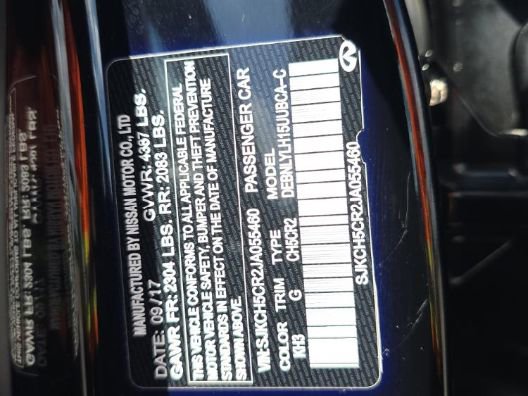 MANUFACTURED BY NISSAN MOTOR CO., LTD
DATE: 09/17 GVWR: 4387 LBS.
GAWR FR: 2304 LBS. RR: 2083 LBS.
THIS VEHICLE CONFORMS TO ALL APPLICABLE FEDERAL
MOTOR VEHICLE SAFETY, BUMPER AND THEFT PREVENTION
STANDARDS IN EFFECT ON THE DATE OF MANUFACTURE
SHOWN ABOVE.
VIN:SJKCH5CR2JA055460 PASSENGER CAR
COLOR TRIM TYPE MODEL
KH3 G CH5CR2 DEBNLYLH15UUBCA-C
SJKCH5CR2JA055460